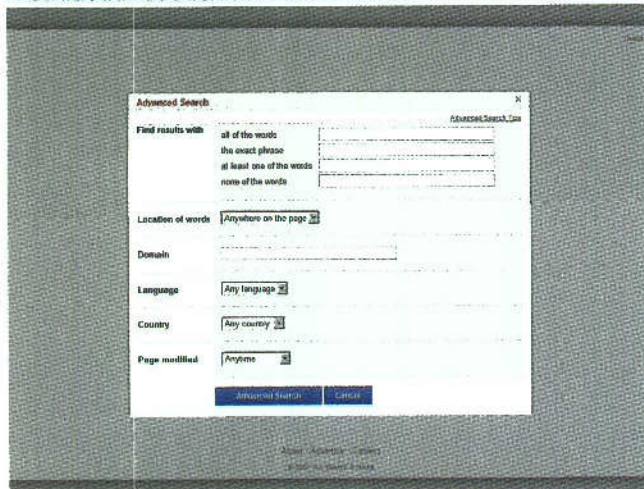 Advanced Search
Advanced Search Tips
Find results with
all of the words
the exact phrase
at least one of the words
none of the words
Location of words
Anywhere on the page
Domain
Language
Any language
Country
Any country
Page modified
Anytime
Advanced Search
Cancel
About
Advertise